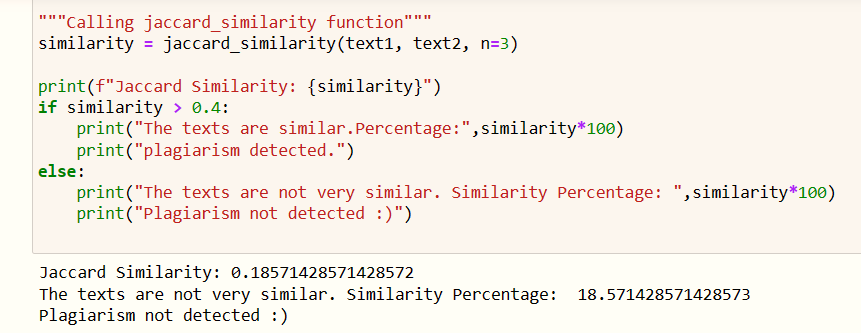 """Calling jaccard_similarity function"""
similarity = jaccard_similarity(text1, text2, n=3)
print(f"Jaccard Similarity: {similarity}")
if similarity > 0.4:
    print("The texts are similar.Percentage:",similarity*100)
    print("plagiarism detected.")
else:
    print("The texts are not very similar. Similarity Percentage: ",similarity*100)
    print("Plagiarism not detected :)")
Jaccard Similarity: 0.18571428571428572
The texts are not very similar. Similarity Percentage:  18.571428571428573
Plagiarism not detected :)